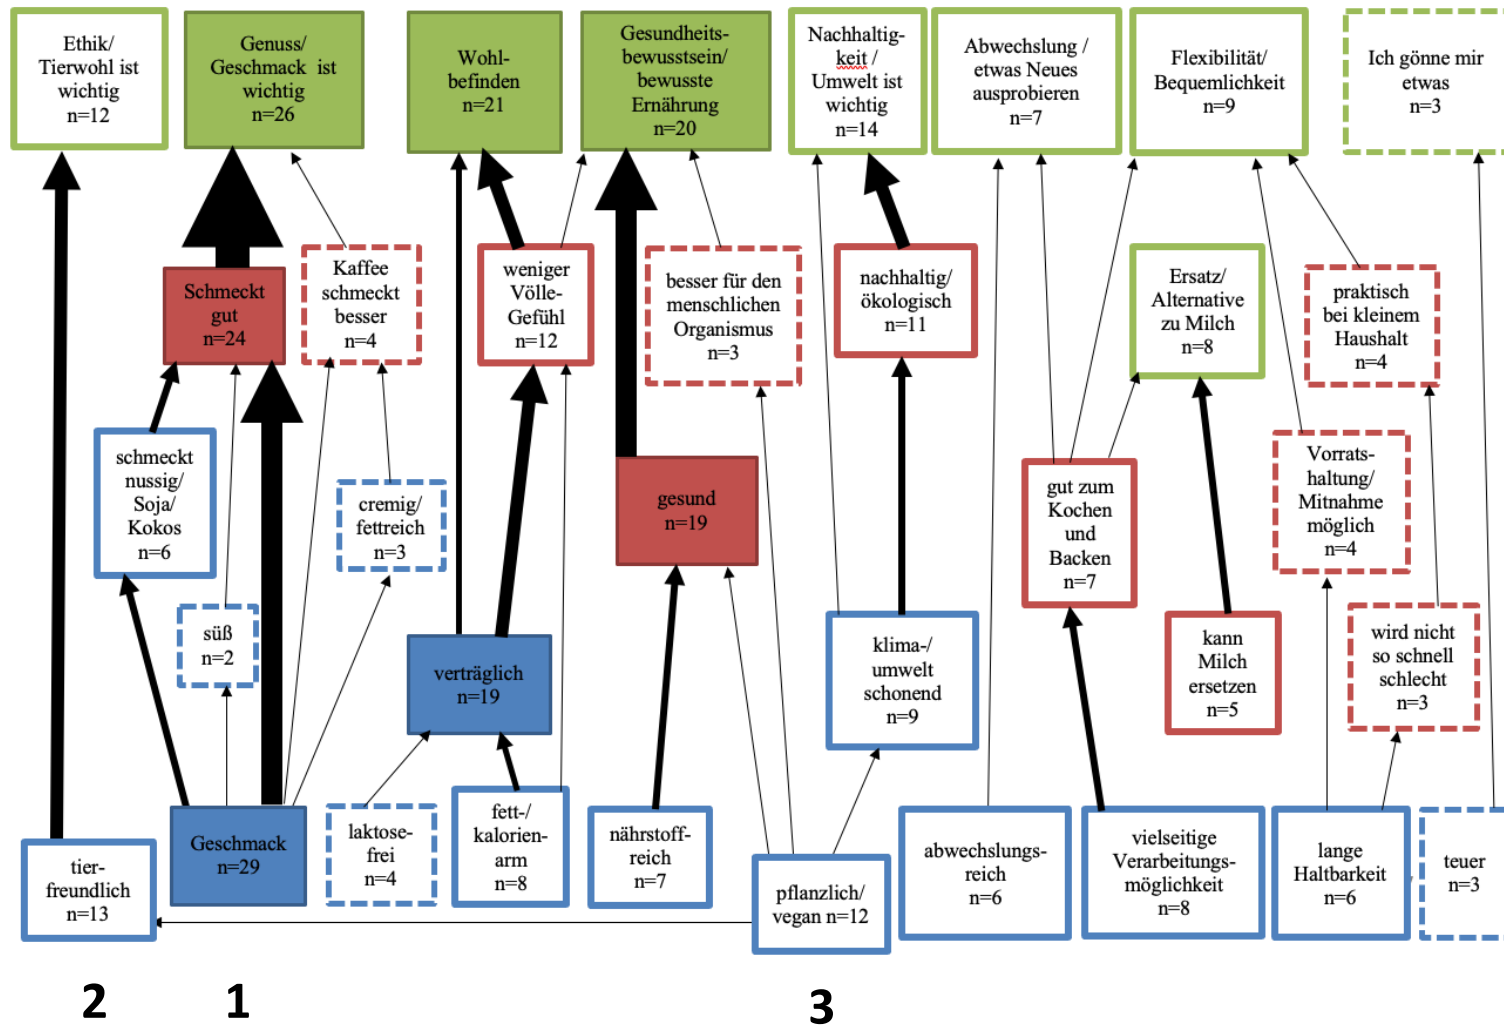 Ethik/
Tierwohl ist
wichtig
n=12
Genuss/
Geschmack ist
wichtig
n=26
Wohl-
befinden
n=21
Gesundheits-
bewusstsein/
bewusste
Ernährung
n=20
Nachhaltig-
keit /
Umwelt ist
wichtig
n=14
Abwechslung /
etwas Neues
ausprobieren
n=7
Flexibilität/
Bequemlichkeit
n=9
Ich gönne mir
etwas
n=3
Schmeckt
gut
n=24
Kaffee
schmeckt
besser
n=4
weniger
Völle-
Gefühl
n=12
besser für den
menschlichen
Organismus
n=3
nachhaltig/
ökologisch
n=11
Ersatz/
Alternative
zu Milch
n=8
praktisch
bei kleinem
Haushalt
n=4
schmeckt
nussig/
Soja/
Kokos
n=6
cremig/
fettreich
n=3
gesund
n=19
gut zum
Kochen
und
Backen
n=7
Vorrats-
haltung/
Mitnahme
möglich
n=4
süß
n=2
verträglich
n=19
klima-/
umwelt
schonend
n=9
kann
Milch
ersetzen
n=5
wird nicht
so schnell
schlecht
n=3
tier-
freundlich
n=13
Geschmack
n=29
laktose-
frei
n=4
fett-/
kalorien-
arm
n=8
nährstoff-
reich
n=7
pflanzlich/
vegan n=12
abwechslungs-
reich
n=6
vielseitige
Verarbeitungs-
möglichkeit
n=8
lange
Haltbarkeit
n=6
teuer
n=3
2
1
3